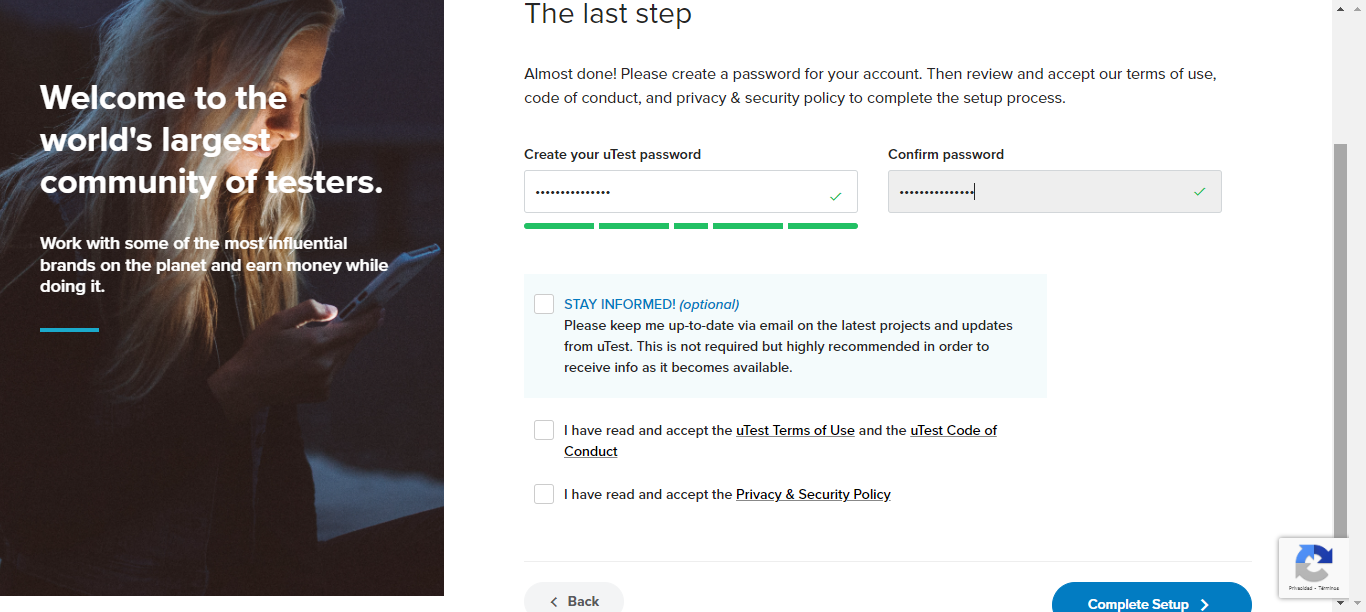 The last step
Welcome to the
world's largest
community of testers.
Work with some of the most influential
brands on the planet and earn money while
doing it.
Almost done! Please create a password for your account. Then review and accept our terms of use,
code of conduct, and privacy & security policy to complete the setup process.
Create your uTest password
Confirm password
STAY INFORMED! (optional)
Please keep me up-to-date via email on the latest projects and updates
from uTest. This is not required but highly recommended in order to
receive info as it becomes available.
I have read and accept the uTest Terms of Use and the uTest Code of
Conduct
I have read and accept the Privacy & Security Policy
Back
Complete Setup
Privacidad - Términos